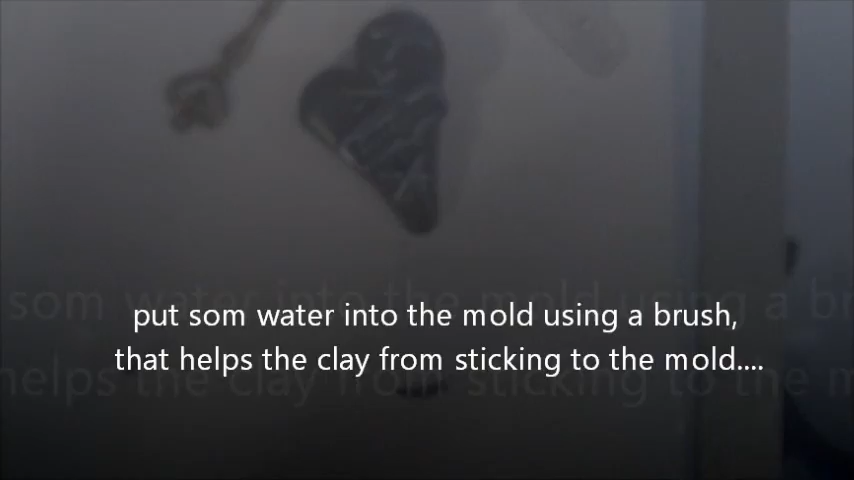 put som water into the mold using a brush,
that helps the clay from sticking to the mold....